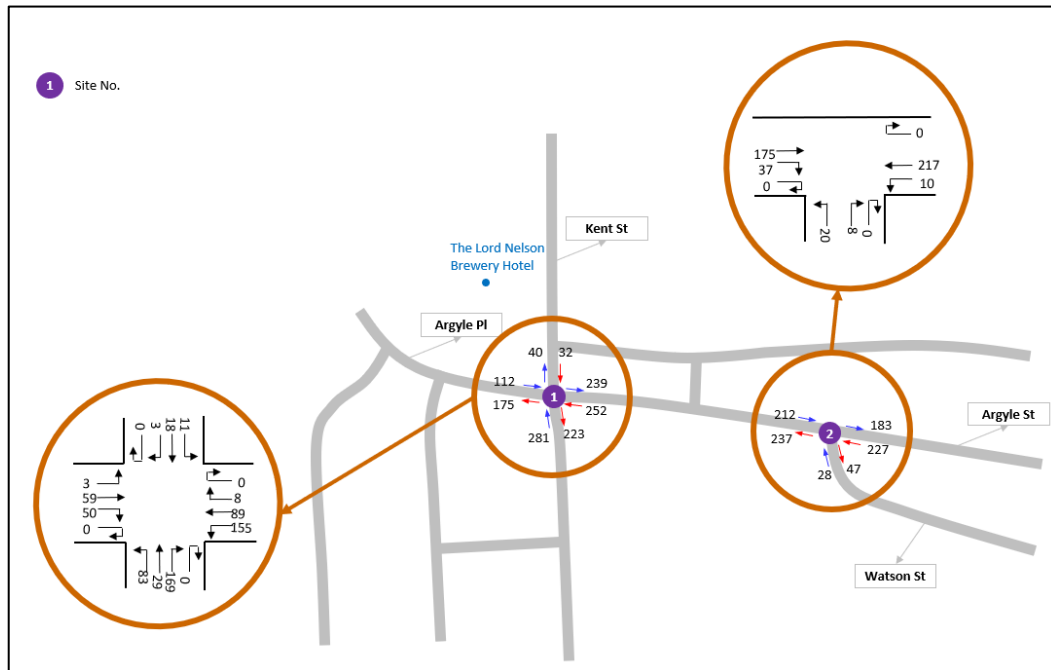 1 Site No.
0
175
217
37
10
0
20
8
0
Kent St
The Lord Nelson
Brewery Hotel
Argyle Pl
40 32
112 239
1
175 252
281 223
212 183
2
237 227
28 47
Argyle St
Watson St
0 3 18 11
3 0
59 8
50 89
0 155
83 29 169 0